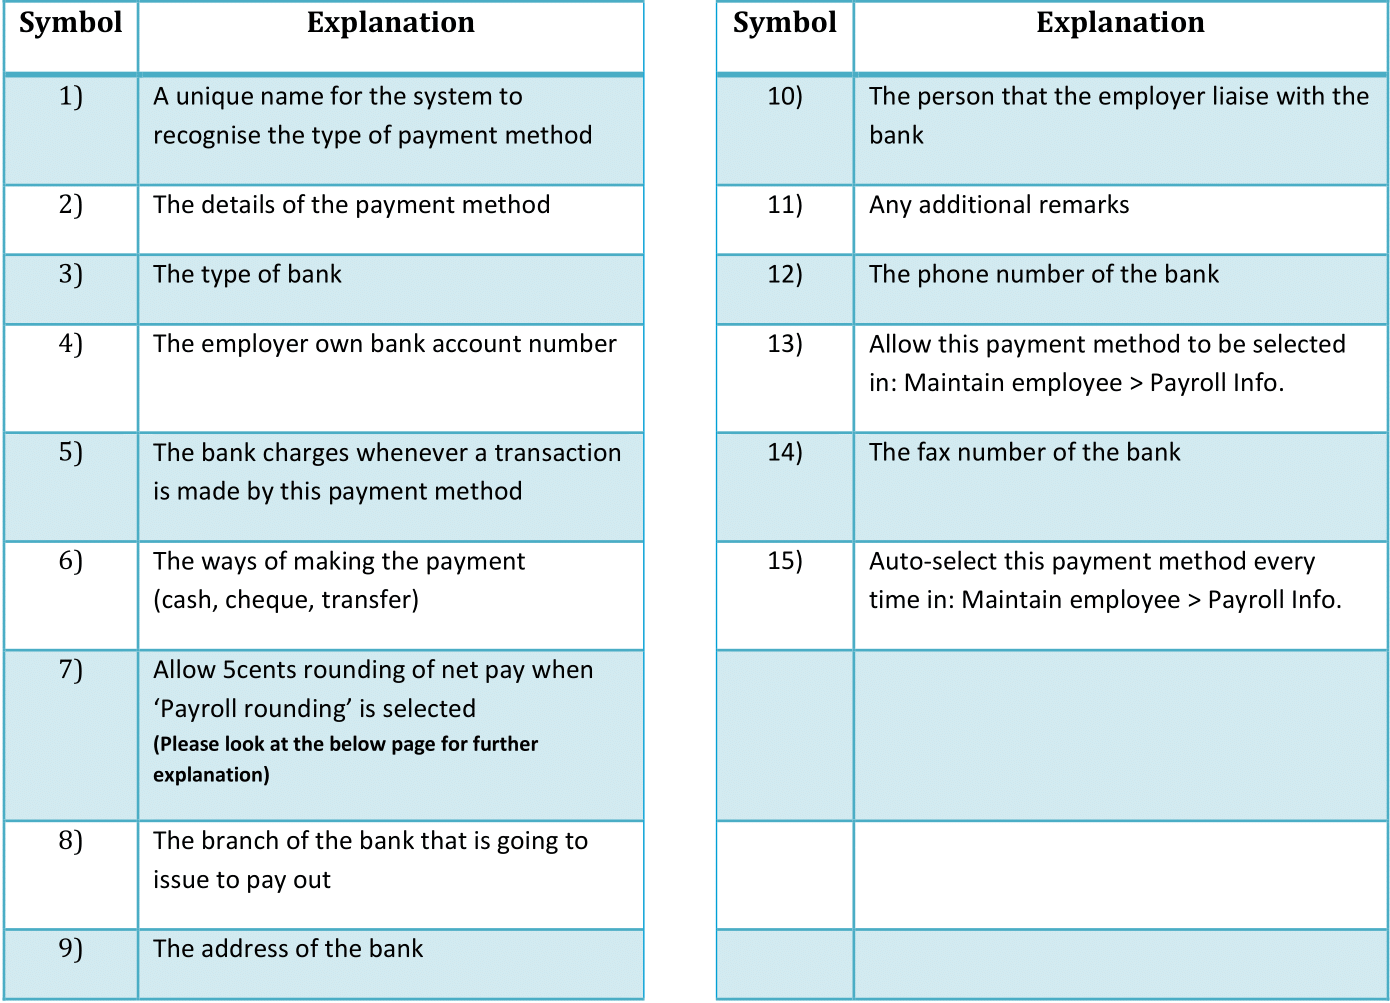 Symbol Explanation
1) A unique name for the system to
recognise the type of payment method
2) The details of the payment method
3) The type of bank
4) The employer own bank account number
5) The bank charges whenever a transaction
is made by this payment method
6) The ways of making the payment
(cash, cheque, transfer)
7) Allow 5cents rounding of net pay when
‘Payroll rounding’ is selected
(Please look at the below page for further
explanation)
8) The branch of the bank that is going to
issue to pay out
9) The address of the bank
Symbol Explanation
10) The person that the employer liaise with the
bank
11) Any additional remarks
12) The phone number of the bank
13) Allow this payment method to be selected
in: Maintain employee > Payroll Info.
14) The fax number of the bank
15) Auto-select this payment method every
time in: Maintain employee > Payroll Info.